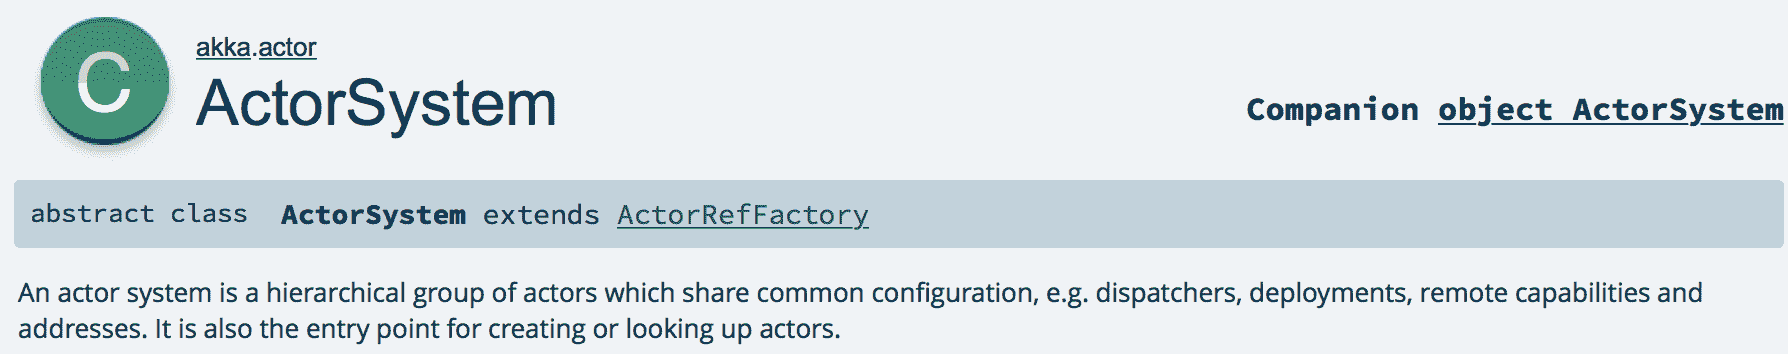 C
akka.actor
ActorSystem
Companion object ActorSystem
abstract class ActorSystem extends ActorRefFactory
An actor system is a hierarchical group of actors which share common configuration, e.g. dispatchers, deployments, remote capabilities and
addresses. It is also the entry point for creating or looking up actors.